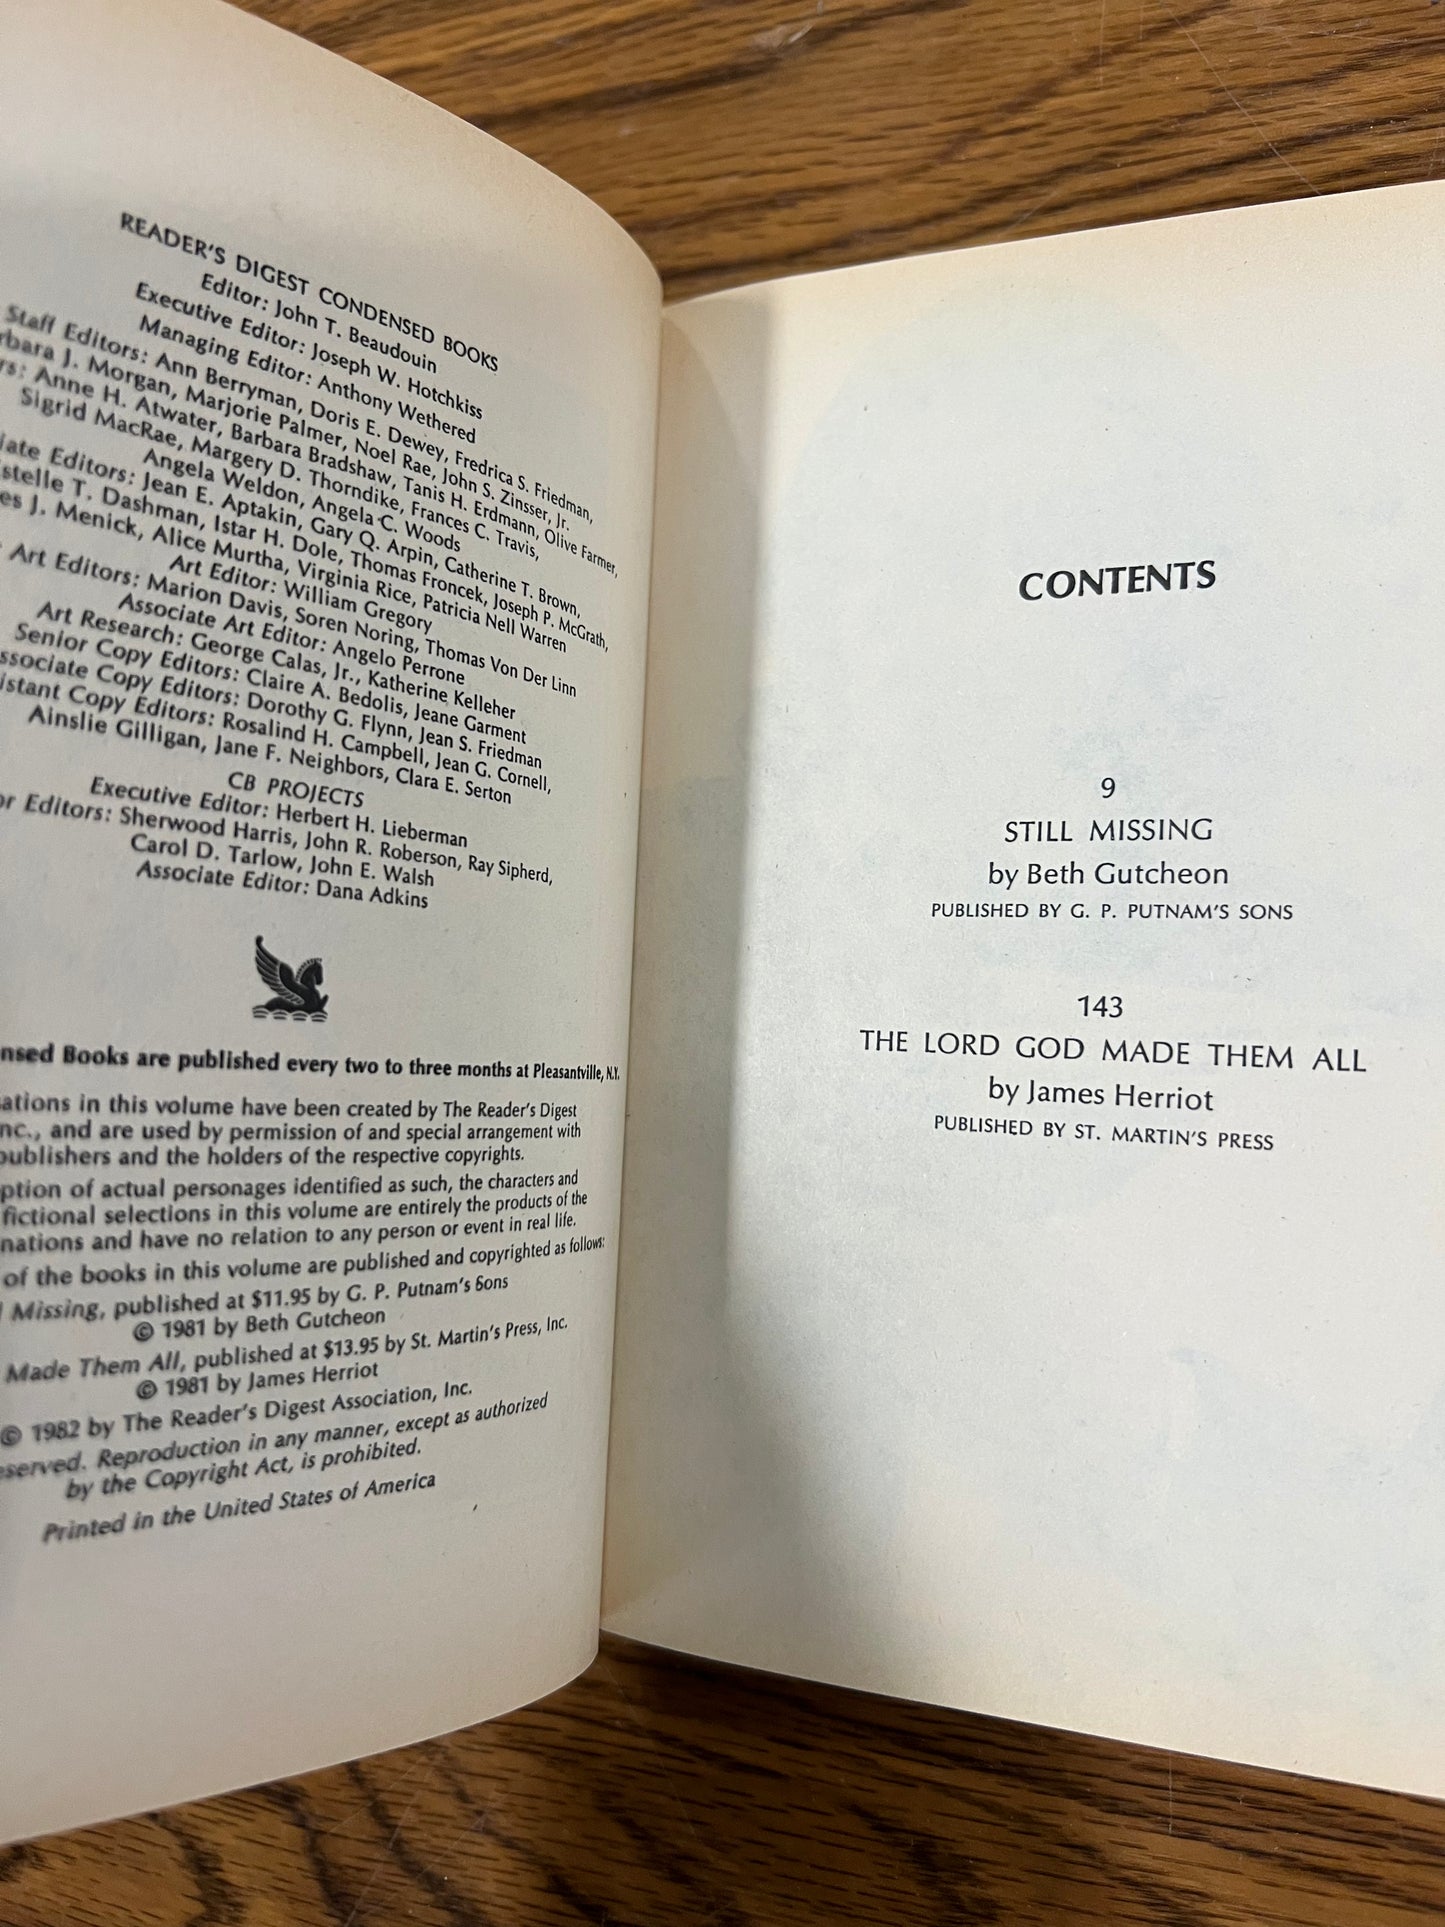 READER'S DIGEST CONDENSED BOOKS
Editor: John T. Beaudouin
Executive Editor: Joseph W. Hotchkiss
Managing Editor: Anthony Wethered
Staff Editors: Ann Berryman, Doris E. Dewey, Fredrica S. Friedman,
J. Morgan, Marjorie Palmer, Noel Rae, John S. Zinsser, Jr.
Anne H. Atwater, Barbara Bradshaw, Tanis H. Erdmann, Olive Farmer,
Sigrid MacRae, Margery D. Thorndike, Frances C. Travis,
Angela Weldon, Angela C. Woods
Editors: Jean E. Aptakin, Gary Q. Arpin, Catherine T. Brown,
T. Dashman, Istar H. Dole, Thomas Froncek, Joseph P. McGrath,
J. Menick, Alice Murtha, Virginia Rice, Patricia Nell Warren
Art Editor: William Gregory
Art Editors: Marion Davis, Soren Noring, Thomas Von Der Linn
Associate Art Editor: Angelo Perrone
Art Research: George Calas, Jr., Katherine Kelleher
Senior Copy Editors: Claire A. Bedolis, Jeane Garment
Copy Editors: Dorothy G. Flynn, Jean S. Friedman
Copy Editors: Rosalind H. Campbell, Jean G. Cornell,
Ainslie Gilligan, Jane F. Neighbors, Clara E. Serton
CB PROJECTS
Executive Editor: Herbert H. Lieberman
Editors: Sherwood Harris, John R. Roberson, Ray Sipherd,
Carol D. Tarlow, John E. Walsh
Associate Editor: Dana Adkins
Books are published every two to three months at Pleasantville, N.Y.
in this volume have been created by The Reader's Digest
and are used by permission of and special arrangement with
publishers and the holders of the respective copyrights.
of actual personages identified as such, the characters and
fictional selections in this volume are entirely the products of the
and have no relation to any person or event in real life.
of the books in this volume are published and copyrighted as follows:
Missing, published at $11.95 by G. P. Putnam's Sons
© 1981 by Beth Gutcheon
Made Them All, published at $13.95 by St. Martin's Press, Inc.
© 1981 by James Herriot
© 1982 by The Reader's Digest Association, Inc.
Reproduction in any manner, except as authorized
by the Copyright Act, is prohibited.
Printed in the United States of America
CONTENTS
9
STILL MISSING
by Beth Gutcheon
PUBLISHED BY G. P. PUTNAM'S SONS
143
THE LORD GOD MADE THEM ALL
by James Herriot
PUBLISHED BY ST. MARTIN'S PRESS